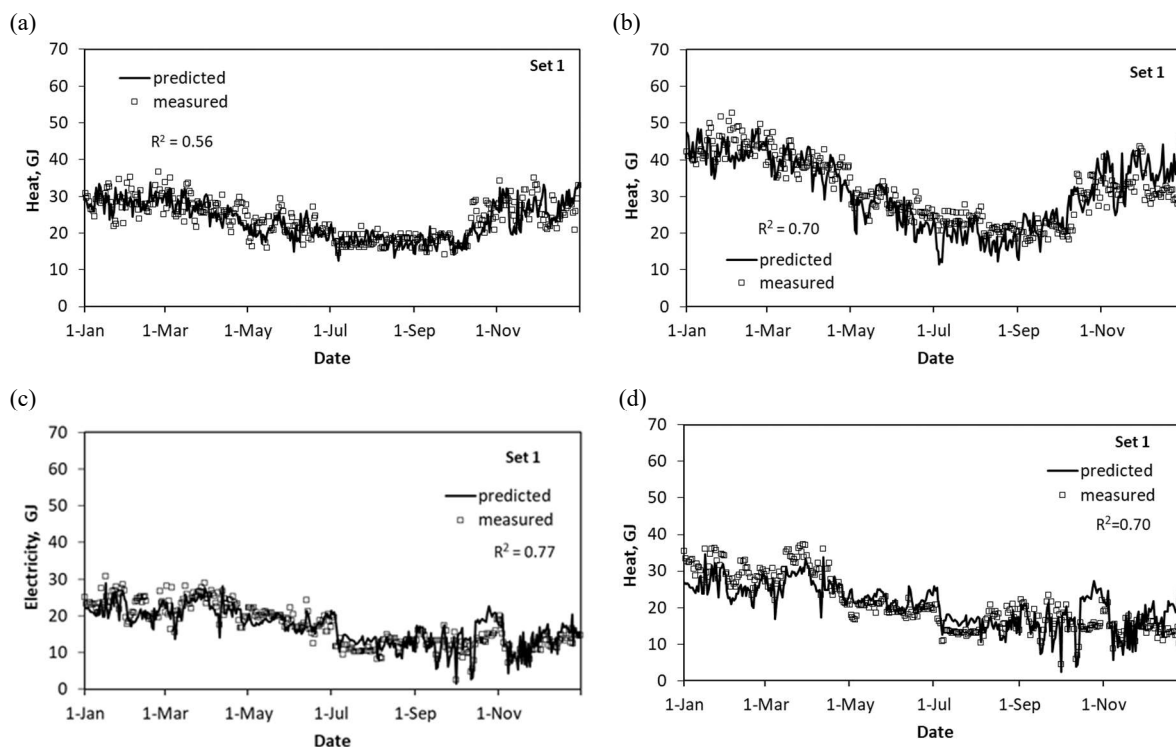 (a)
70
60
50
40
30
20
10
0
Heat, GJ
Set 1
predicted
measured
R² = 0.56
1-Jan 1-Mar 1-May 1-Jul 1-Sep 1-Nov
Date
(b)
70
60
50
40
30
20
10
0
Heat, GJ
Set 1
R² = 0.70
predicted
measured
1-Jan 1-Mar 1-May 1-Jul 1-Sep 1-Nov
Date
(c)
70
60
50
40
30
20
10
0
Electricity, GJ
Set 1
predicted
measured
R² = 0.77
1-Jan 1-Mar 1-May 1-Jul 1-Sep 1-Nov
Date
(d)
70
60
50
40
30
20
10
0
Heat, GJ
Set 1
predicted
measured
R²=0.70
1-Jan 1-Mar 1-May 1-Jul 1-Sep 1-Nov
Date